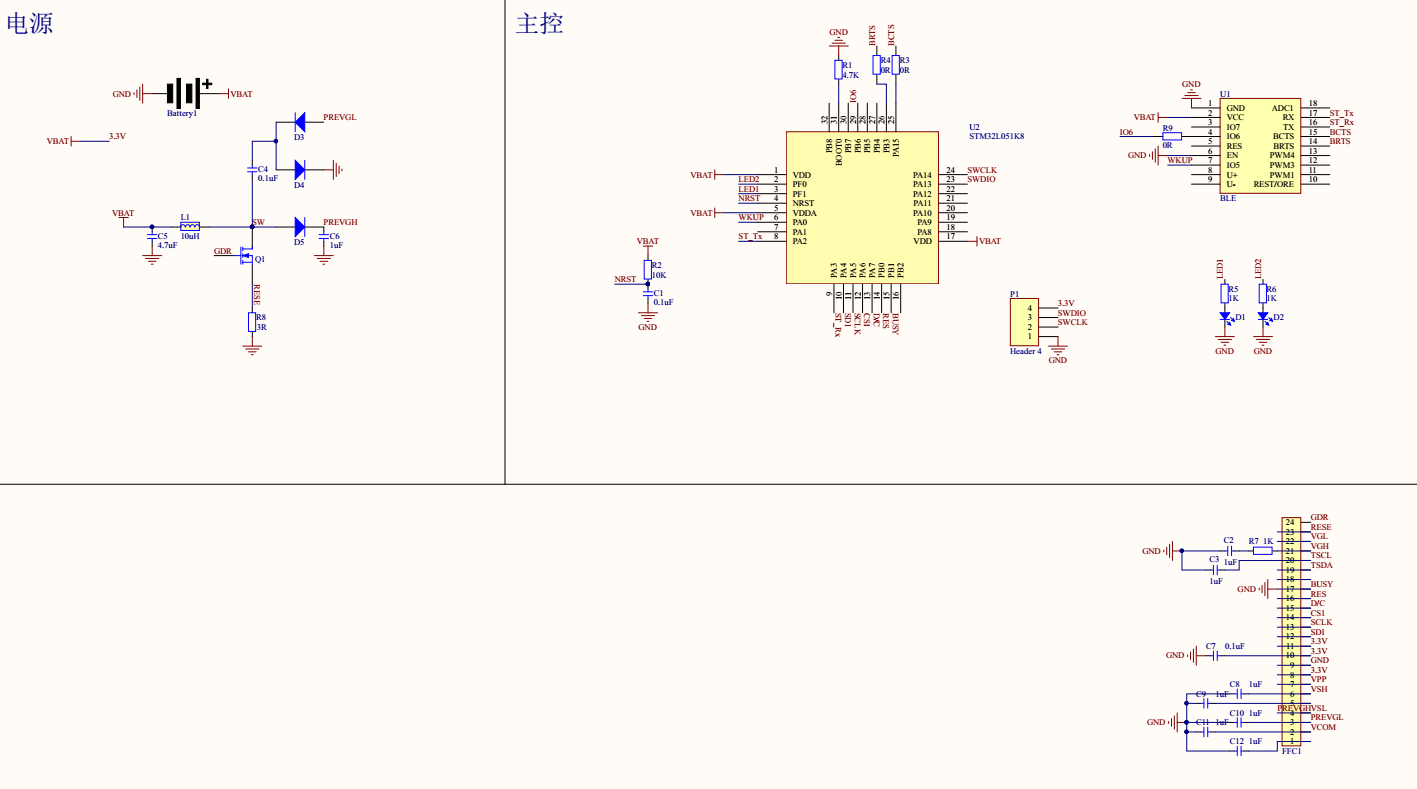 电源
主控
GND
VBAT
Battery1
VBAT
3.3V
PREVGL
D3
D4
C4
0.1uF
VBAT
L1
10uH
SW
PREVGH
D5
C5
4.7uF
C6
1uF
GDR
Q1
RESE
R8
3R
GND
BRTS
BCTS
R1
4.7K
R4
0R
R3
0R
IO6
32
31
30
29
28
27
26
25
PB8
BOOT0
PB7
PB6
PB5
PB4
PB3
PA15
U2
STM32L051K8
VBAT
1
VDD
LED2
2
PF0
LED1
3
PF1
NRST
4
NRST
VBAT
5
VDDA
WKUP
6
PA0
7
PA1
ST_Tx
8
PA2
PA14
24
SWCLK
PA13
23
SWDIO
PA12
22
PA11
21
PA10
20
PA9
19
PA8
18
VDD
17
VBAT
PA3
PA4
PA5
PA6
PA7
PB0
PB1
PB2
9
10
11
12
13
14
15
16
ST_Rx
SDI
SCLK
CS1
D/C
RES
BUSY
VBAT
R2
10K
NRST
C1
0.1uF
GND
P1
4
3.3V
3
SWDIO
2
SWCLK
1
Header 4
GND
GND
U1
1
GND
ADC1
18
VBAT
2
VCC
RX
17
ST_Tx
3
IO7
TX
16
ST_Rx
IO6
R9
0R
4
IO6
BCTS
15
BCTS
5
RES
BRTS
14
BRTS
GND
6
EN
PWM4
13
WKUP
7
IO5
PWM3
12
8
U+
PWM1
11
9
U-
REST/ORE
10
BLE
LED1
LED2
R5
1K
R6
1K
D1
D2
GND
GND
24
GDR
23
RESE
22
VGL
21
VGH
20
TSCL
19
TSDA
18
17
BUSY
16
RES
15
D/C
14
CS1
13
SCLK
12
SDI
11
3.3V
10
3.3V
9
GND
8
3.3V
7
VPP
6
VSH
5
PREVGH
VSL
4
3
PREVGL
2
VCOM
1
FFC1
GND
C2
1uF
R7 1K
C3
1uF
GND
GND
C7 0.1uF
GND
C8 1uF
C9 1uF
C10 1uF
C11 1uF
C12 1uF